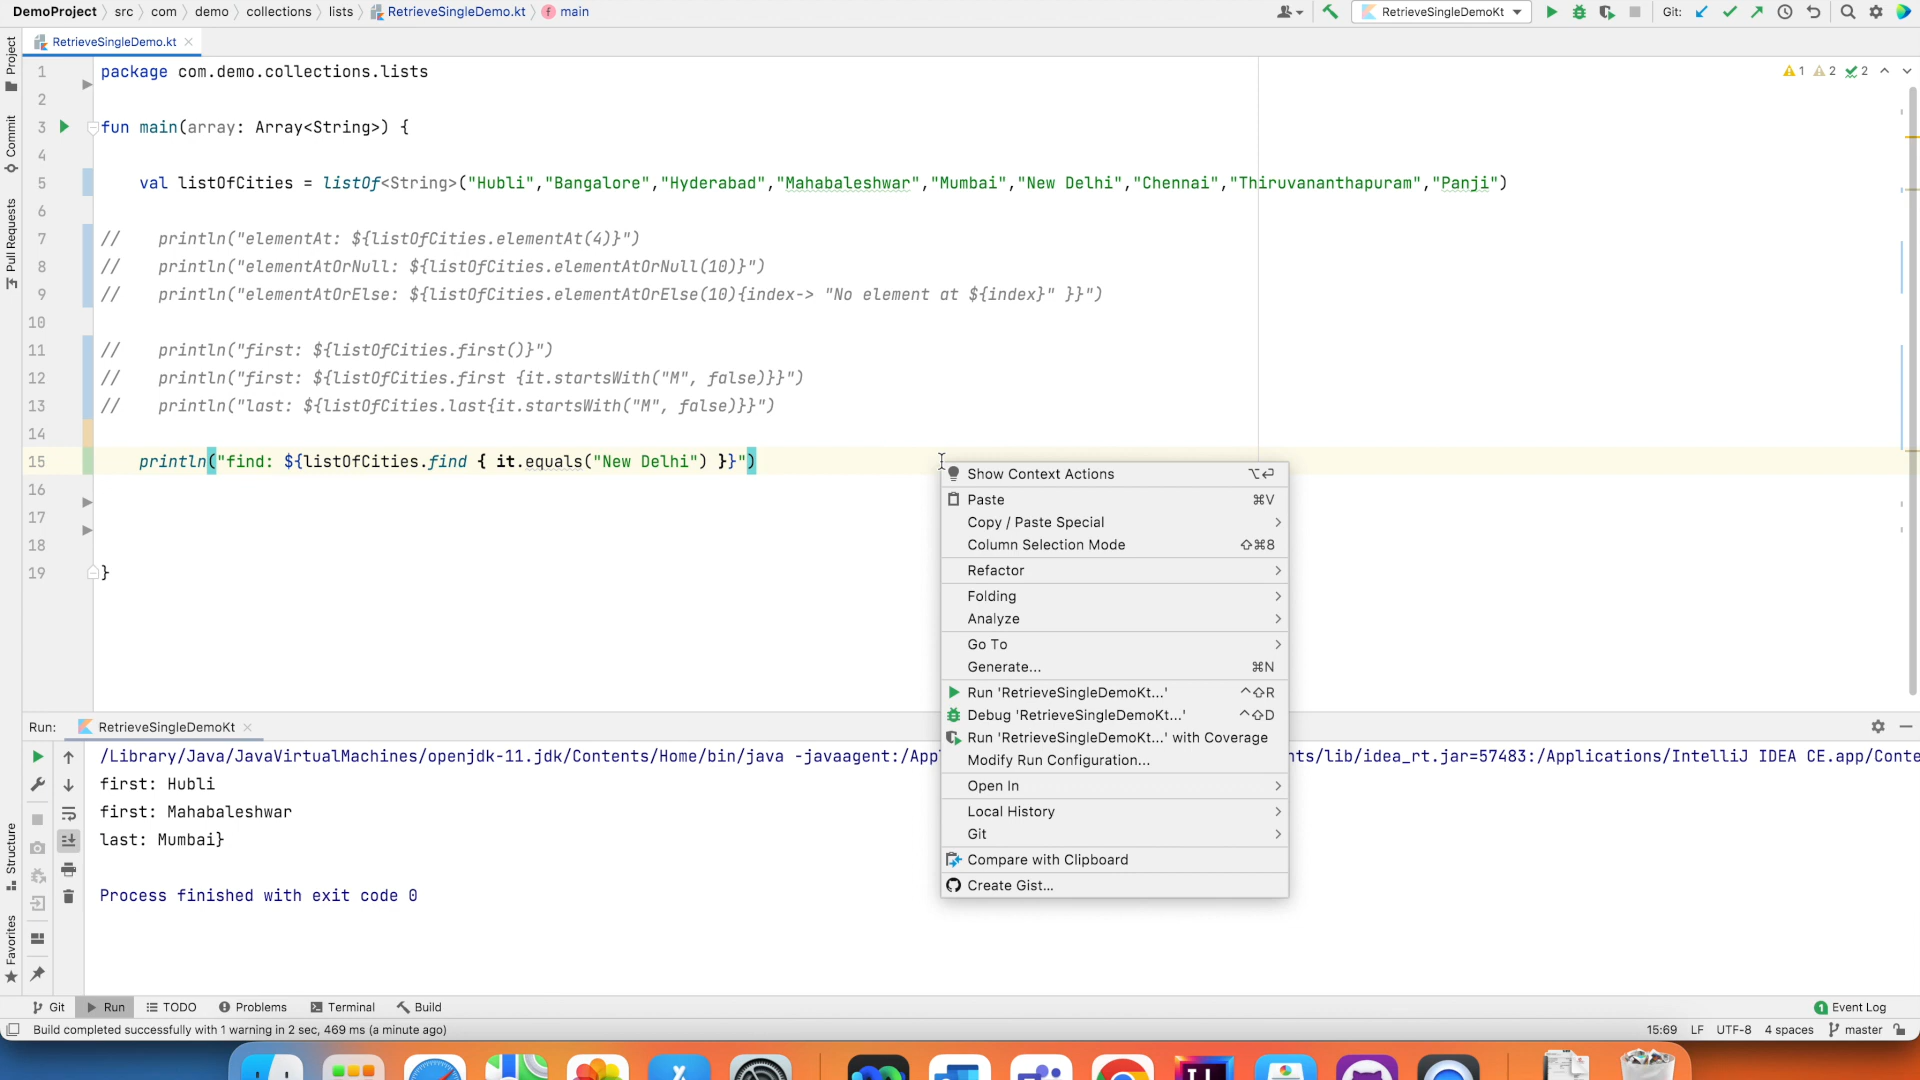 DemoProject src com demo collections lists RetrieveSingleDemo.kt main
RetrieveSingleDemoKt Git:
RetrieveSingleDemo.kt
1 package com.demo.collections.lists
1 2 2
2
3 fun main(array: Array<String>) {
4
5 val listOfCities = listOf<String>("Hubli","Bangalore","Hyderabad","Mahabaleshwar","Mumbai","New Delhi","Chennai","Thiruvananthapuram","Panji")
6
7 // println("elementAt: ${listOfCities.elementAt(4)}")
8 // println("elementAtOrNull: ${listOfCities.elementAtOrNull(10)}")
9 // println("elementAtOrElse: ${listOfCities.elementAtOrElse(10){index-> "No element at ${index}" }}")
10
11 // println("first: ${listOfCities.first()}")
12 // println("first: ${listOfCities.first {it.startsWith("M", false)}}")
13 // println("last: ${listOfCities.last{it.startsWith("M", false)}}")
14
15 println("find: ${listOfCities.find { it.equals("New Delhi") }}")
16
17
18
19 }
Project
Commit
Pull Requests
Structure
Favorites
Show Context Actions ⌥⏎
Paste ⌘V
Copy / Paste Special
Column Selection Mode ⇧⌘8
Refactor
Folding
Analyze
Go To
Generate... ⌘N
Run 'RetrieveSingleDemoKt...' ^⇧R
Debug 'RetrieveSingleDemoKt...' ^⇧D
Run 'RetrieveSingleDemoKt...' with Coverage
Modify Run Configuration...
Open In
Local History
Git
Compare with Clipboard
Create Gist...
Run: RetrieveSingleDemoKt
/Library/Java/JavaVirtualMachines/openjdk-11.jdk/Contents/Home/bin/java -javaagent:/App nts/lib/idea_rt.jar=57483:/Applications/IntelliJ IDEA CE.app/Conte
first: Hubli
first: Mahabaleshwar
last: Mumbai}
Process finished with exit code 0
Git Run TODO Problems Terminal Build 1 Event Log
Build completed successfully with 1 warning in 2 sec, 469 ms (a minute ago) 15:69 LF UTF-8 4 spaces master